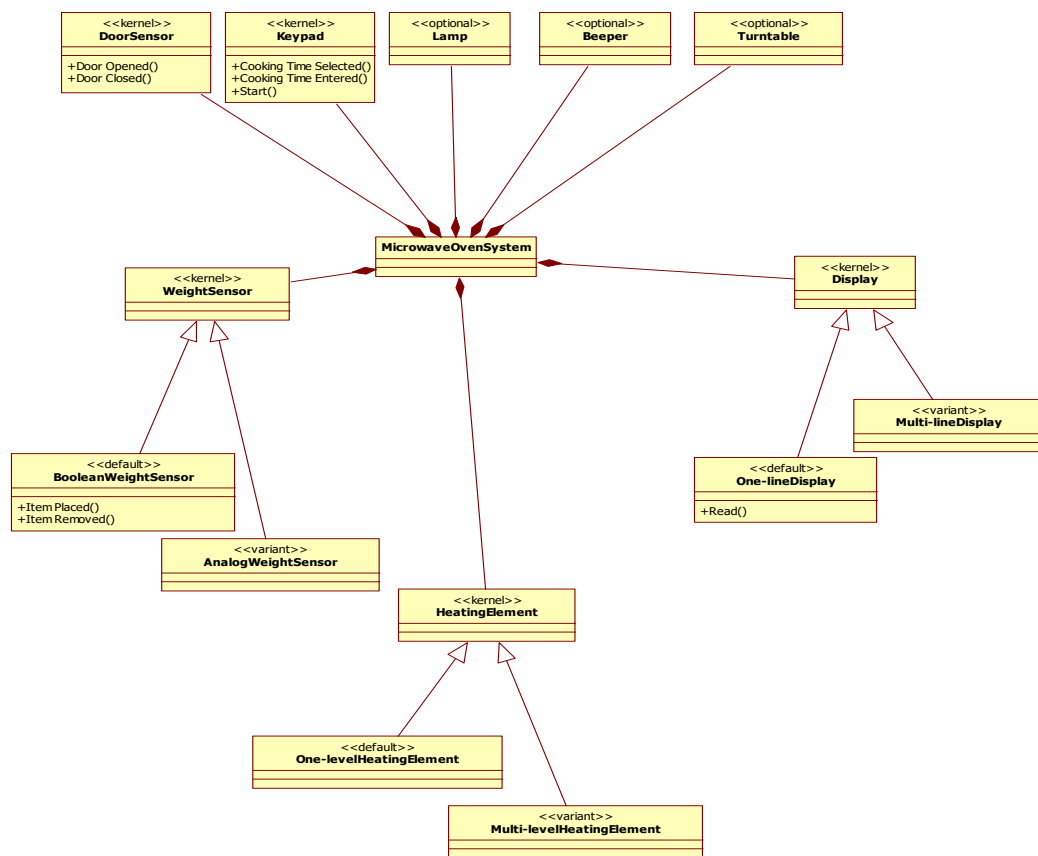 <<kernel>>
DoorSensor
+Door Opened()
+Door Closed()
<<kernel>>
Keypad
+Cooking Time Selected()
+Cooking Time Entered()
+Start()
<<optional>>
Lamp
<<optional>>
Beeper
<<optional>>
Turntable
MicrowaveOvenSystem
<<kernel>>
WeightSensor
<<kernel>>
Display
<<variant>>
Multi-lineDisplay
<<default>>
BooleanWeightSensor
+Item Placed()
+Item Removed()
<<default>>
One-lineDisplay
+Read()
<<variant>>
AnalogWeightSensor
<<kernel>>
HeatingElement
<<default>>
One-levelHeatingElement
<<variant>>
Multi-levelHeatingElement